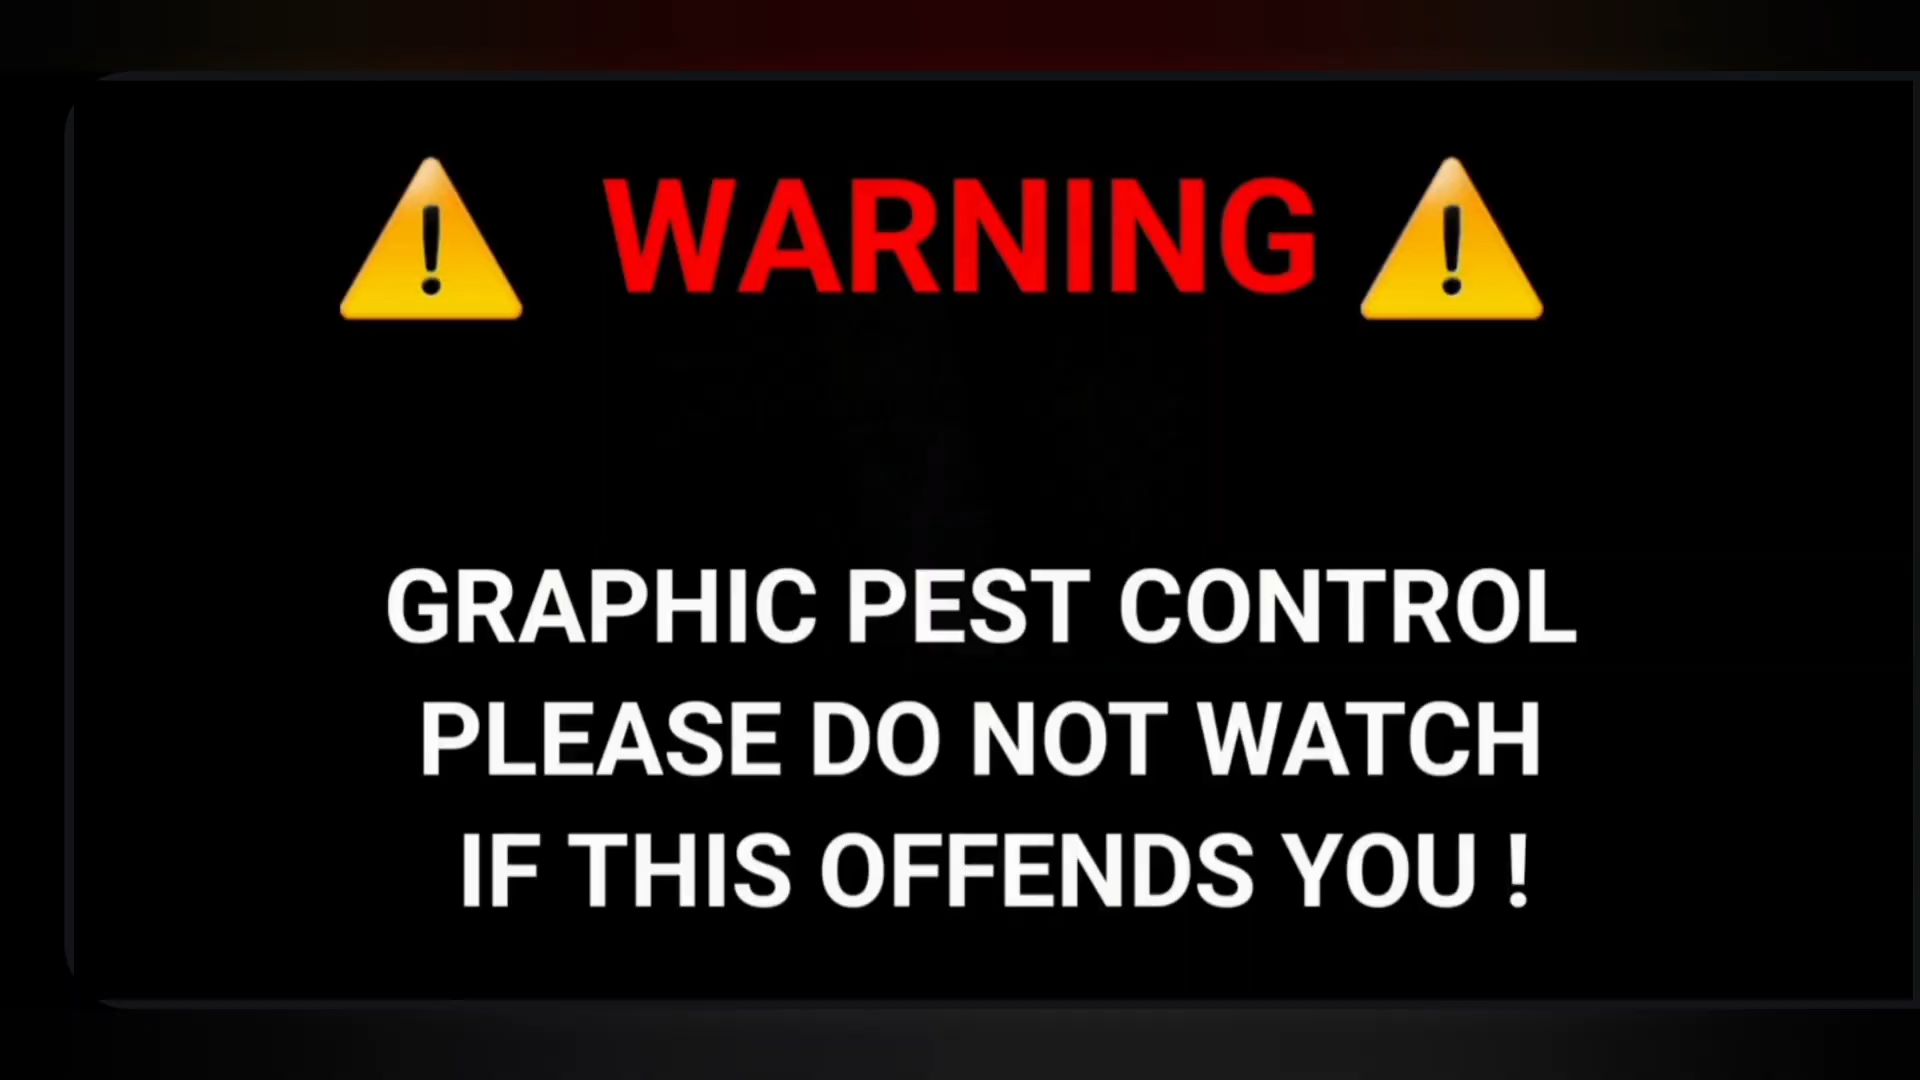 ⚠️ WARNING ⚠️
GRAPHIC PEST CONTROL
PLEASE DO NOT WATCH
IF THIS OFFENDS YOU !